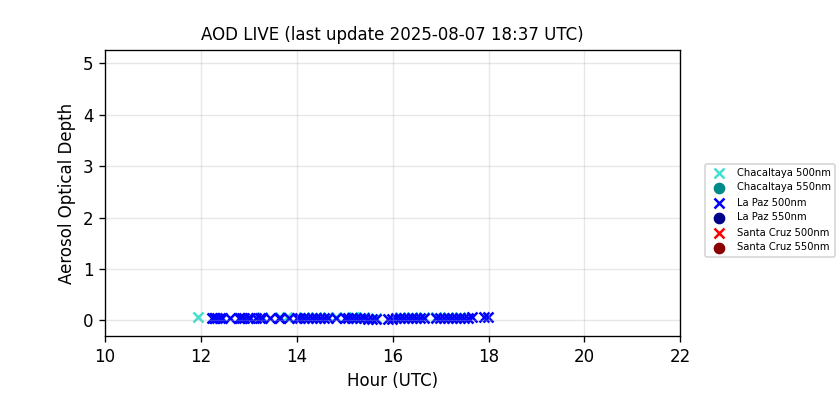 AOD LIVE (last update 2025-08-07 18:37 UTC)
5
4
3
2
1
0
Aerosol Optical Depth
10 12 14 16 18 20 22
Hour (UTC)
Chacaltaya 500nm
Chacaltaya 550nm
La Paz 500nm
La Paz 550nm
Santa Cruz 500nm
Santa Cruz 550nm